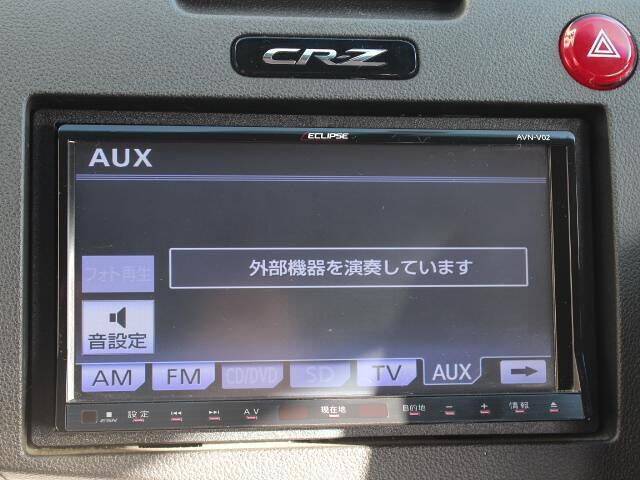 CR-Z
ECLIPSE AVN-V02
AUX
外部機器を演奏しています
フォト再生
音設定
AM FM CD/DVD SD TV AUX
設定 AV 現在地 目的地 − + 情報